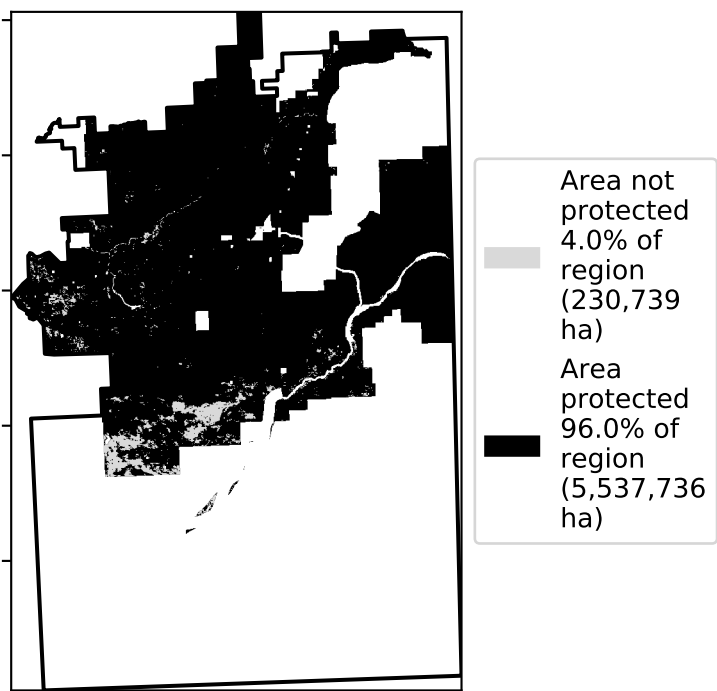 Area not
protected
4.0% of
region
(230,739
ha)
Area
protected
96.0% of
region
(5,537,736
ha)